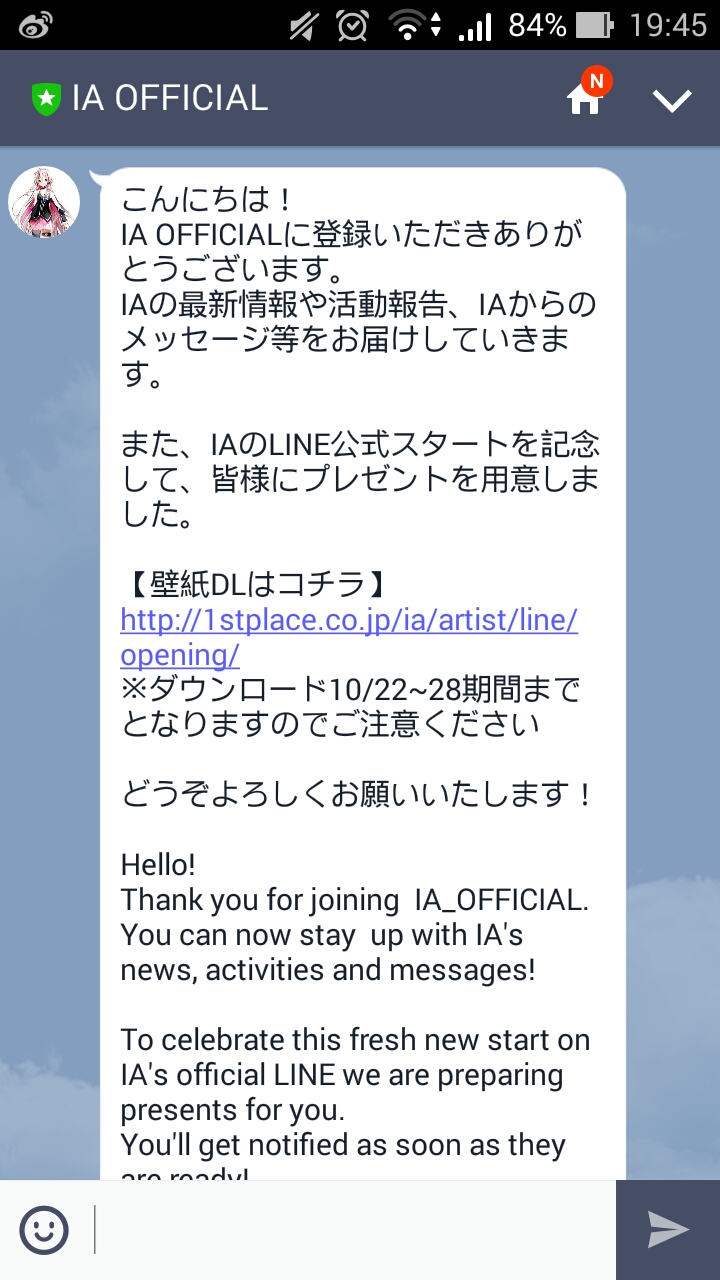 84% 19:45
IA OFFICIAL
N
こんにちは！
IA OFFICIALに登録いただきありが
とうございます。
IAの最新情報や活動報告、IAからの
メッセージ等をお届けしていきま
す。
また、IAのLINE公式スタートを記念
して、皆様にプレゼントを用意しま
した。
【壁紙DLはコチラ】
http://1stplace.co.jp/ia/artist/line/
opening/
※ダウンロード10/22~28期間まで
となりますのでご注意ください
どうぞよろしくお願いいたします！
Hello!
Thank you for joining  IA_OFFICIAL.
You can now stay  up with IA's
news, activities and messages!
To celebrate this fresh new start on
IA's official LINE we are preparing
presents for you.
You'll get notified as soon as they
are ready!